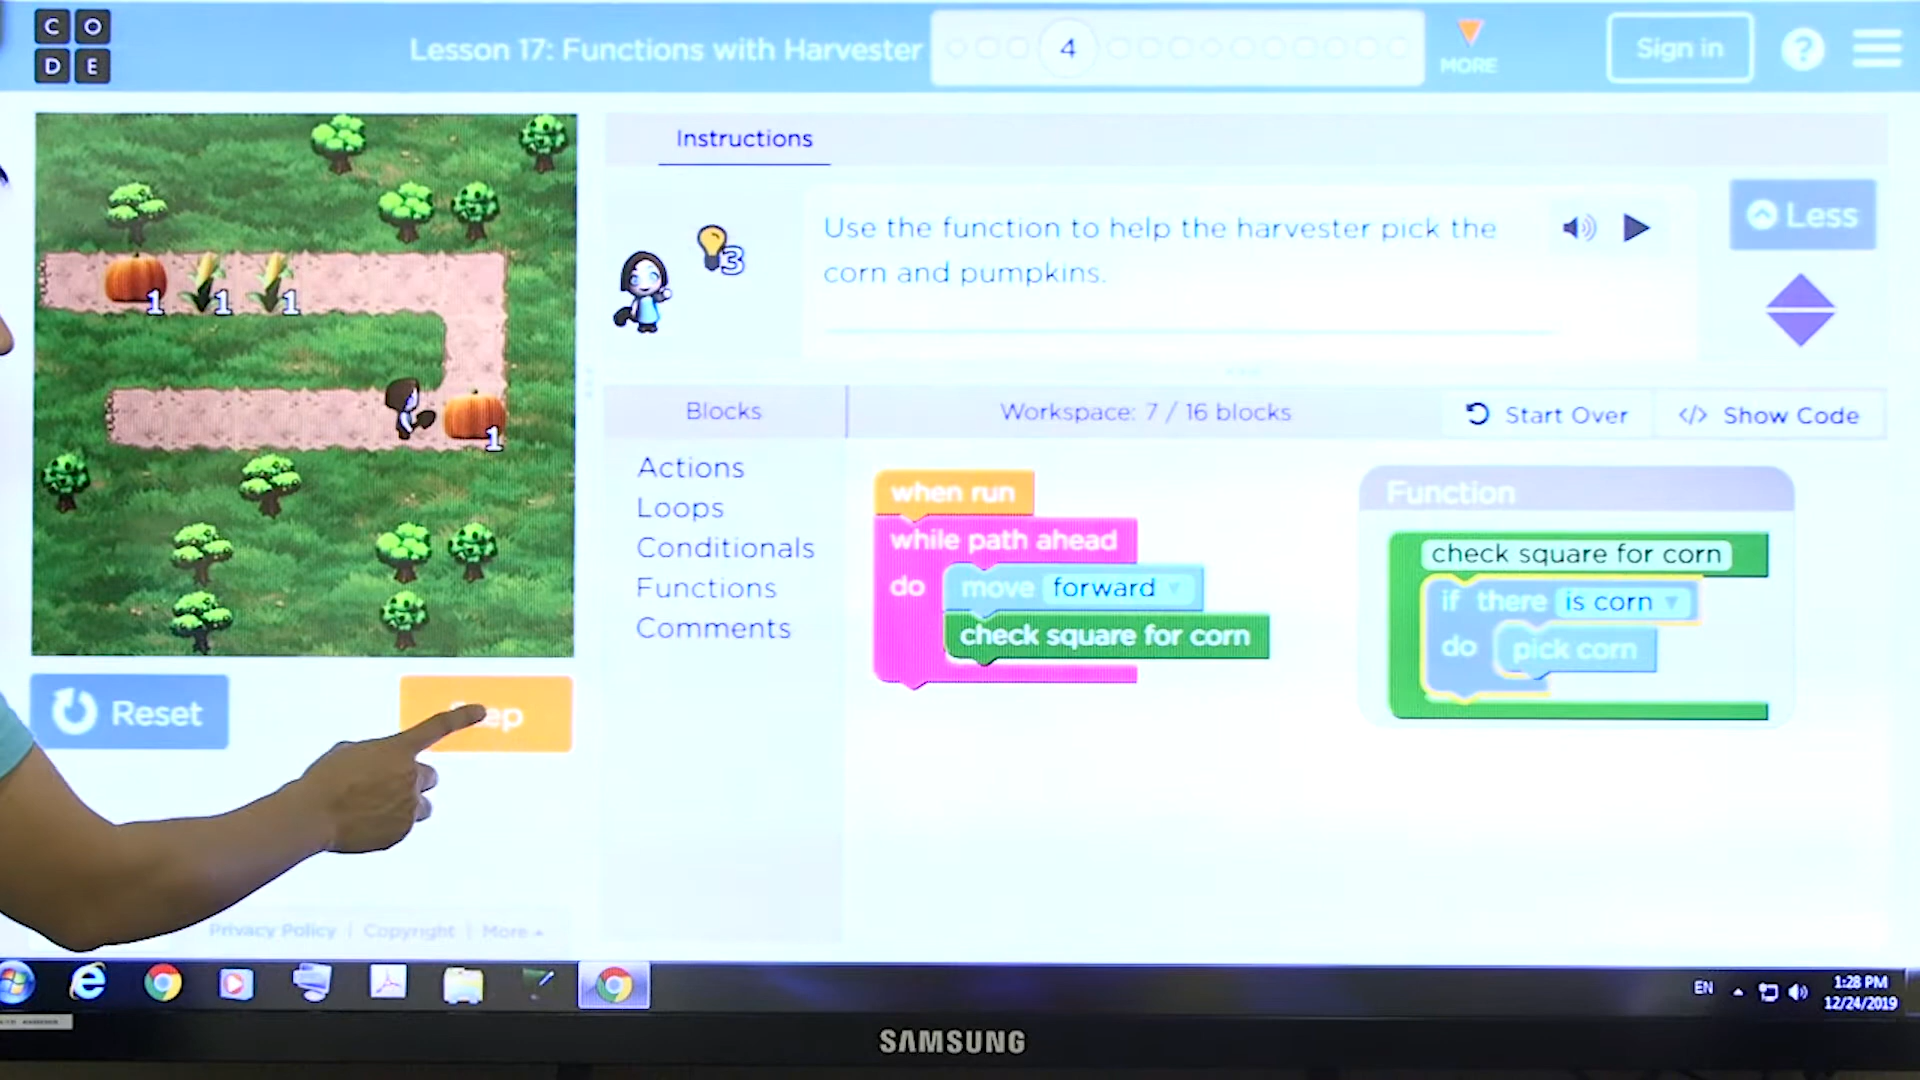 C O
D E
Lesson 17: Functions with Harvester
4
MORE
Sign in
?
Instructions
3
Use the function to help the harvester pick the
corn and pumpkins.
Less
1 1 1
1
Blocks
Workspace: 7 / 16 blocks
Start Over
</> Show Code
Actions
Loops
Conditionals
Functions
Comments
when run
while path ahead
do
move forward
check square for corn
Function
check square for corn
if there is corn
do
pick corn
Reset
Privacy Policy | Copyright | More
EN
1:28 PM
12/24/2019
SAMSUNG